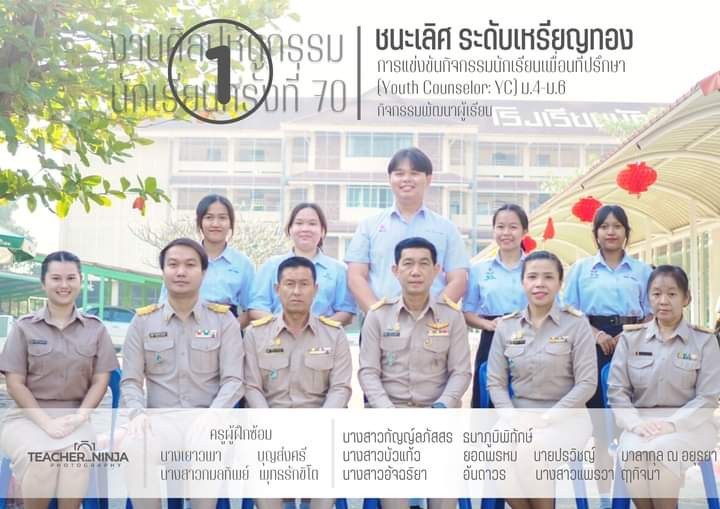 งานศิลปหัตถกรรม
นักเรียนครั้งที่ 70
1
ชนะเลิศ ระดับเหรียญทอง
การแข่งขันกิจกรรมนักเรียนเพื่อนที่ปรึกษา
(Youth Counselor: YC) ม.4-ม.6
กิจกรรมพัฒนาผู้เรียน
โรงเรียน
TEACHER_NINJA
PHOTOGRAPHY
ครูผู้ฝึกซ้อม
นางเยาวเผา บุญส่งศรี
นางสาวกมลทิพย์ พุทธรักขิโต
นางสาวกัญญ์ลภัสสร รมาภูมิพิทักษ์
นางสาวบัวแก้ว ยอดพรหม นายปรวิชญ์ มาลากุล ณ อยุธยา
นางสาวอัจฉริยา อันถาวร นางสาวแพรวา ฤกิจนา